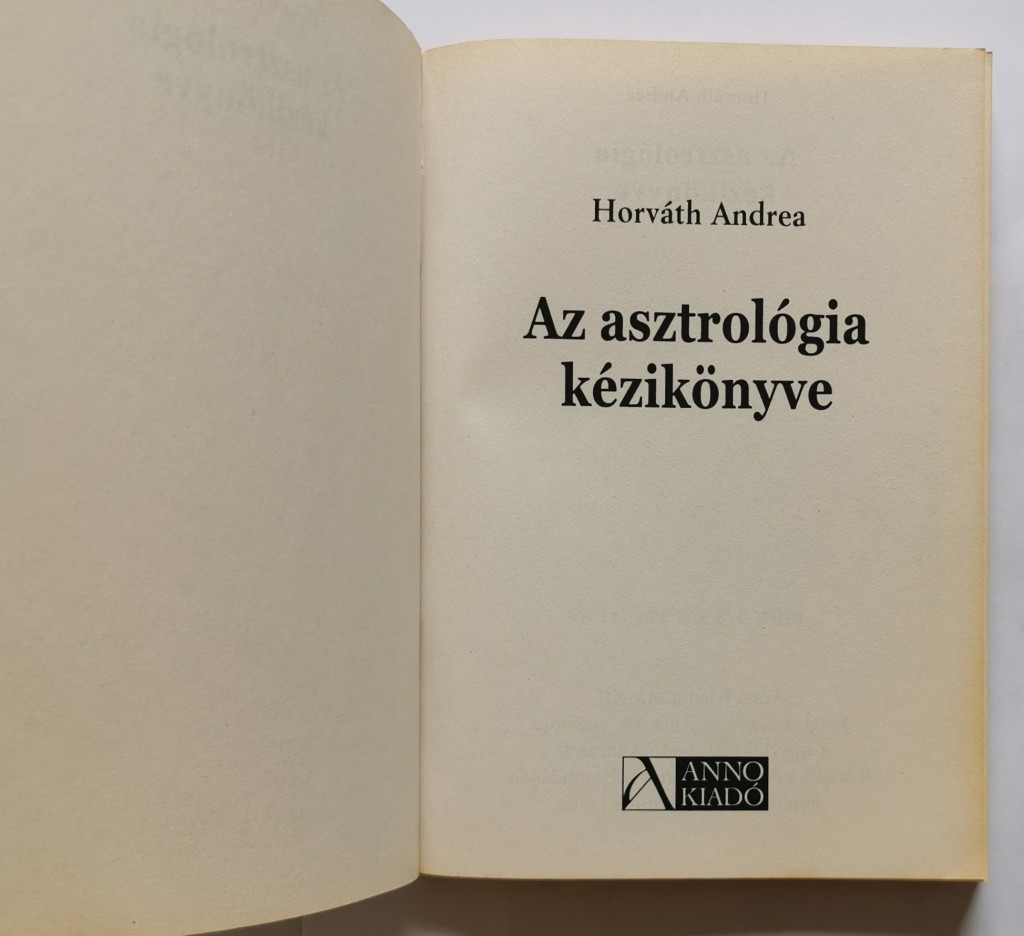 Horváth Andrea
Az asztrológia
kézikönyve
ANNO
KIADÓ